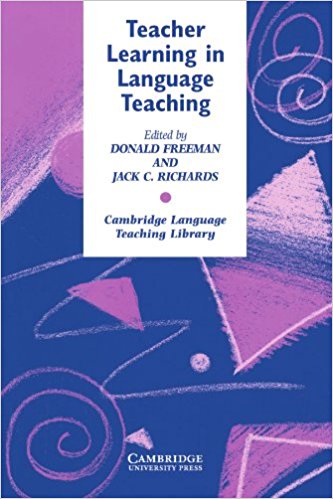 Teacher
Learning in
Language
Teaching
Edited by
DONALD FREEMAN
AND
JACK C. RICHARDS
Cambridge Language
Teaching Library
CAMBRIDGE
UNIVERSITY PRESS